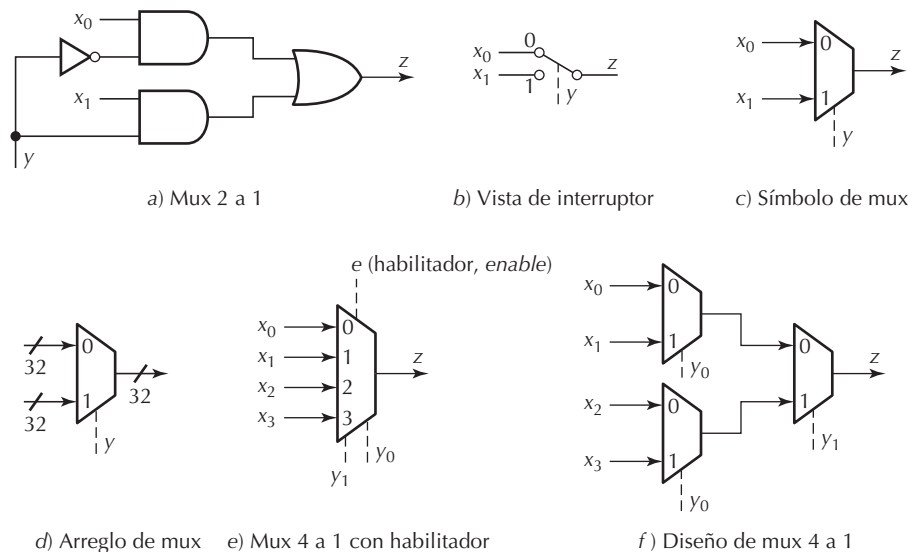 x0
x1
y
z
a) Mux 2 a 1
x0
x1
0
1
y
z
b) Vista de interruptor
x0
x1
0
1
y
z
c) Símbolo de mux
32
32
0
1
32
y
d) Arreglo de mux
e (habilitador, enable)
x0
x1
x2
x3
0
1
2
3
z
y1
y0
e) Mux 4 a 1 con habilitador
x0
x1
0
1
y0
x2
x3
0
1
y0
0
1
z
y1
f) Diseño de mux 4 a 1